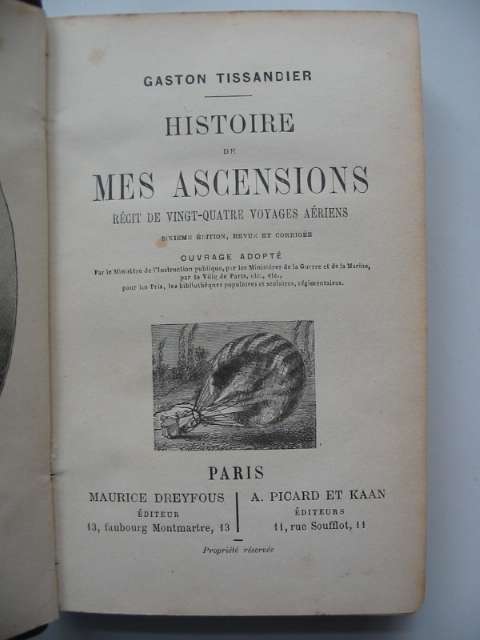 GASTON TISSANDIER
HISTOIRE
DE
MES ASCENSIONS
RÉCIT DE VINGT-QUATRE VOYAGES AÉRIENS
SIXIÈME ÉDITION, REVUE ET CORRIGÉE
OUVRAGE ADOPTÉ
Par le Ministère de l'Instruction publique, par les Ministères de la Guerre et de la Marine,
par la Ville de Paris, etc., etc.,
pour les Prix, les bibliothèques populaires et scolaires, régimentaires.
PARIS
MAURICE DREYFOUS
ÉDITEUR
13, faubourg Montmartre, 13
A. PICARD ET KAAN
ÉDITEURS
11, rue Soufflot, 11
Propriété réservée